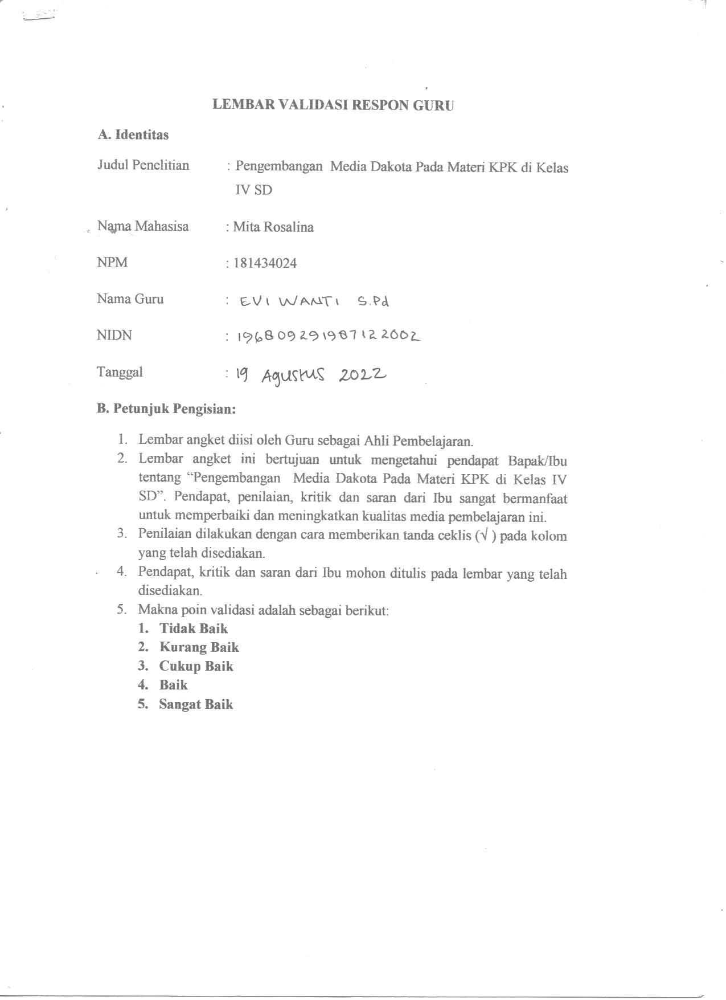 LEMBAR VALIDASI RESPON GURU
A. Identitas
Judul Penelitian : Pengembangan Media Dakota Pada Materi KPK di Kelas
IV SD
Nama Mahasisa : Mita Rosalina
NPM : 181434024
Nama Guru : EVI WANTI S.Pd
NIDN : 196809291987122002
Tanggal : 19 Agustus 2022
B. Petunjuk Pengisian:
1. Lembar angket diisi oleh Guru sebagai Ahli Pembelajaran.
2. Lembar angket ini bertujuan untuk mengetahui pendapat Bapak/Ibu
tentang “Pengembangan Media Dakota Pada Materi KPK di Kelas IV
SD”. Pendapat, penilaian, kritik dan saran dari Ibu sangat bermanfaat
untuk memperbaiki dan meningkatkan kualitas media pembelajaran ini.
3. Penilaian dilakukan dengan cara memberikan tanda ceklis (√ ) pada kolom
yang telah disediakan.
4. Pendapat, kritik dan saran dari Ibu mohon ditulis pada lembar yang telah
disediakan.
5. Makna poin validasi adalah sebagai berikut:
1. Tidak Baik
2. Kurang Baik
3. Cukup Baik
4. Baik
5. Sangat Baik